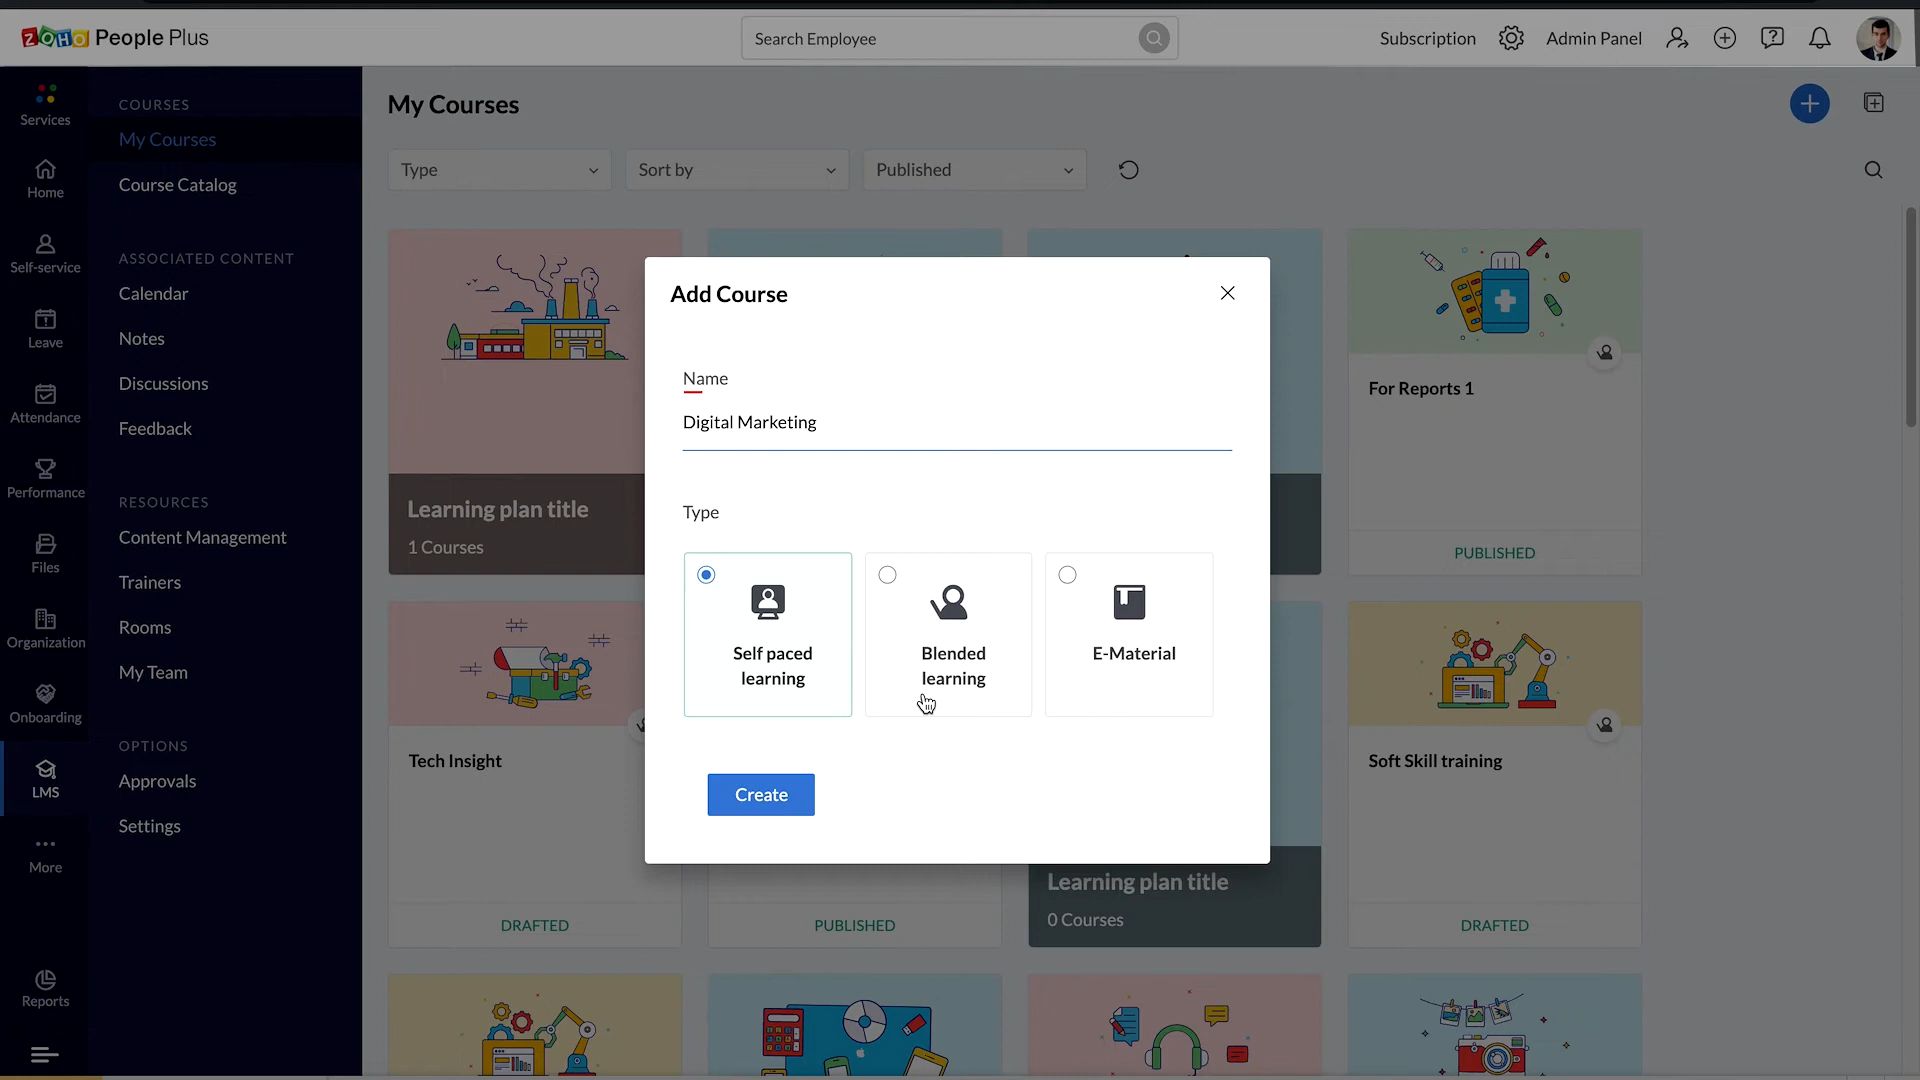 ZOHO People Plus
Search Employee
Subscription
Admin Panel
Services
Home
Self-service
Leave
Attendance
Performance
Files
Organization
Onboarding
LMS
More
Reports
COURSES
My Courses
Course Catalog
ASSOCIATED CONTENT
Calendar
Notes
Discussions
Feedback
RESOURCES
Content Management
Trainers
Rooms
My Team
OPTIONS
Approvals
Settings
My Courses
Type
Sort by
Published
Learning plan title
1 Courses
For Reports 1
PUBLISHED
Add Course
Name
Digital Marketing
Type
Self paced
learning
Blended
learning
E-Material
Create
Tech Insight
DRAFTED
PUBLISHED
Learning plan title
0 Courses
Soft Skill training
DRAFTED